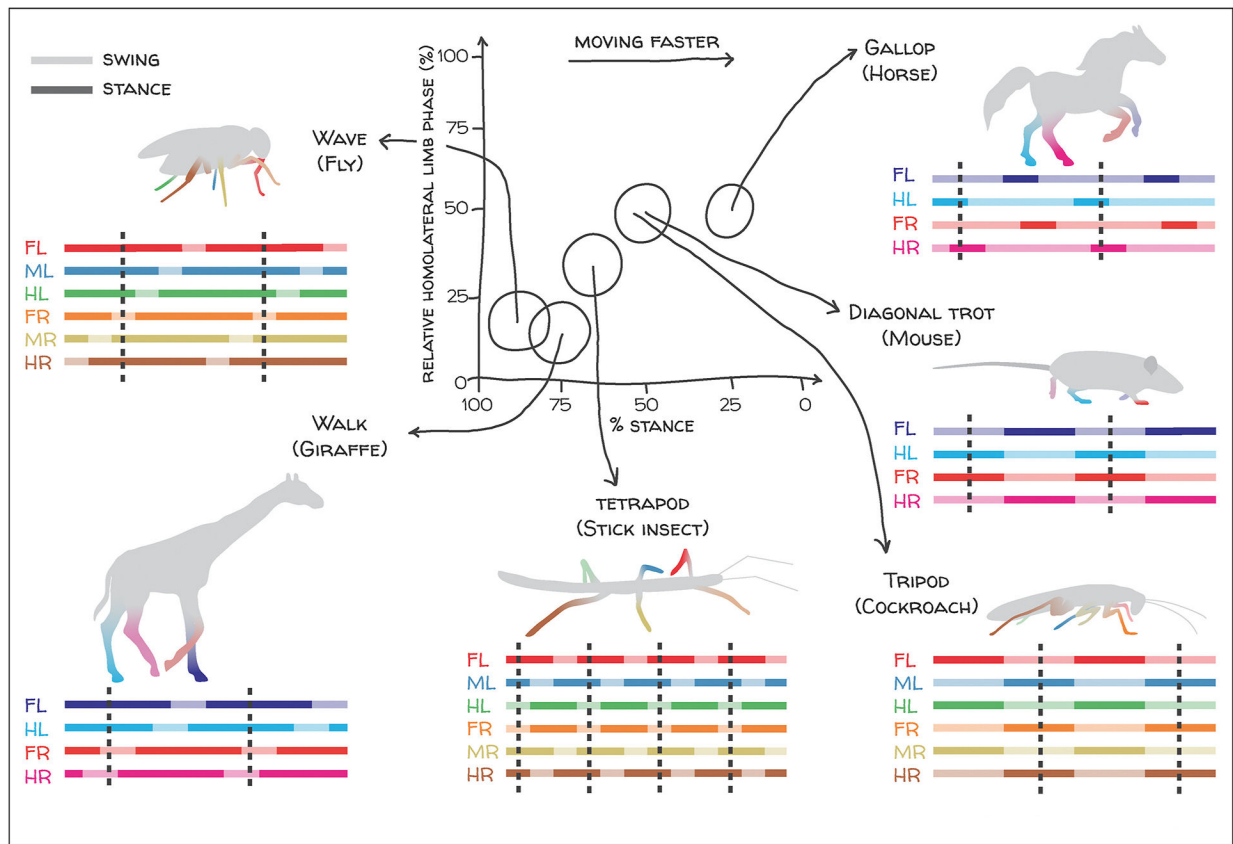 SWING
STANCE
WAVE
(FLY)
FL
ML
HL
FR
MR
HR
RELATIVE HOMOLATERAL LIMB PHASE (%)
100
75
50
25
0
100
75
50
25
0
% STANCE
MOVING FASTER
GALLOP
(HORSE)
FL
HL
FR
HR
DIAGONAL TROT
(MOUSE)
FL
HL
FR
HR
WALK
(GIRAFFE)
FL
HL
FR
HR
TETRAPOD
(STICK INSECT)
FL
ML
HL
FR
MR
HR
TRIPOD
(COCKROACH)
FL
ML
HL
FR
MR
HR